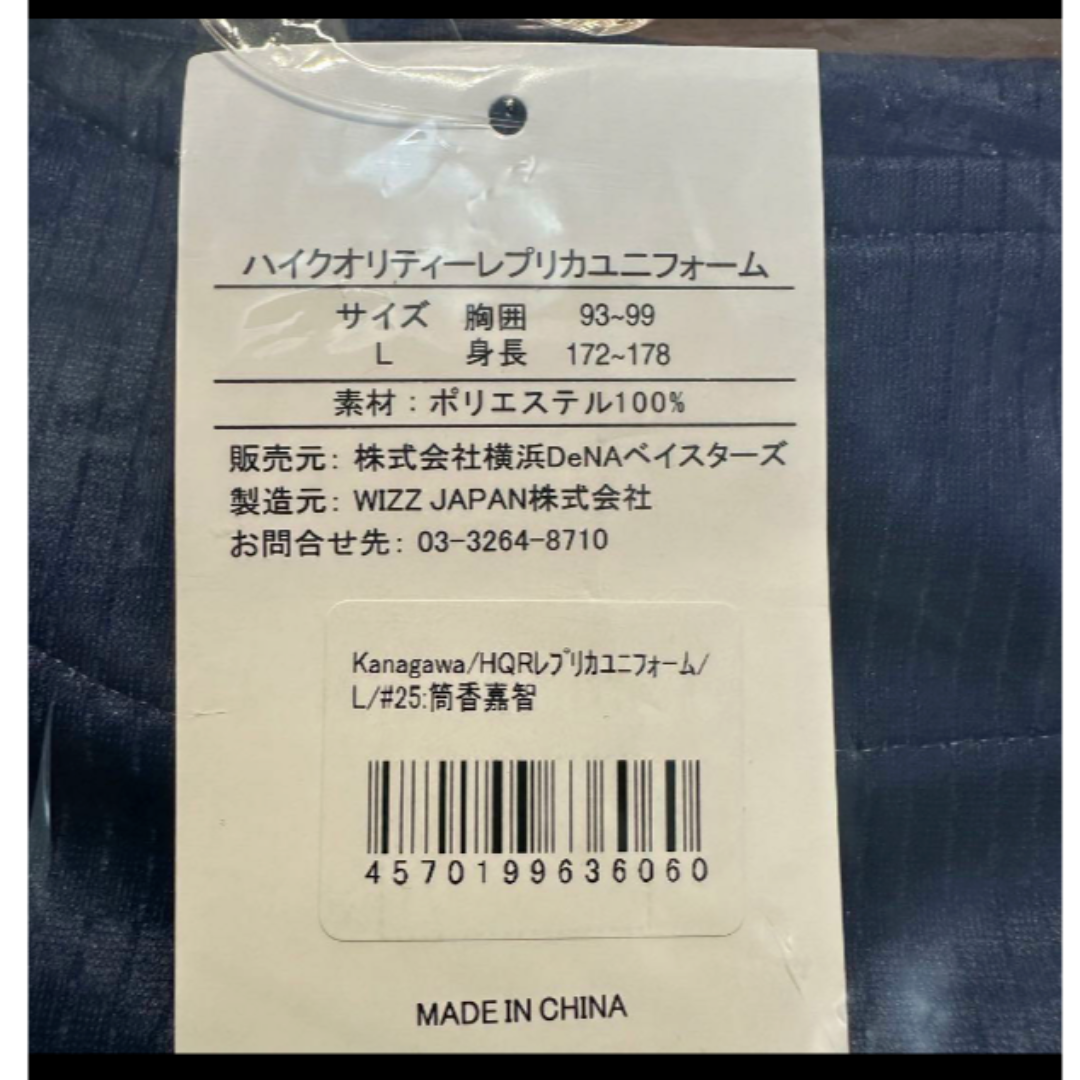 ハイクオリティーレプリカユニフォーム
サイズ 胸囲 93~99
L 身長 172~178
素材：ポリエステル100%
販売元: 株式会社横浜DeNAベイスターズ
製造元: WIZZ JAPAN株式会社
お問合せ先: 03-3264-8710
Kanagawa/HQRﾚﾌﾟﾘｶﾕﾆﾌｫｰﾑ/
L/#25:筒香嘉智
4570199636060
MADE IN CHINA